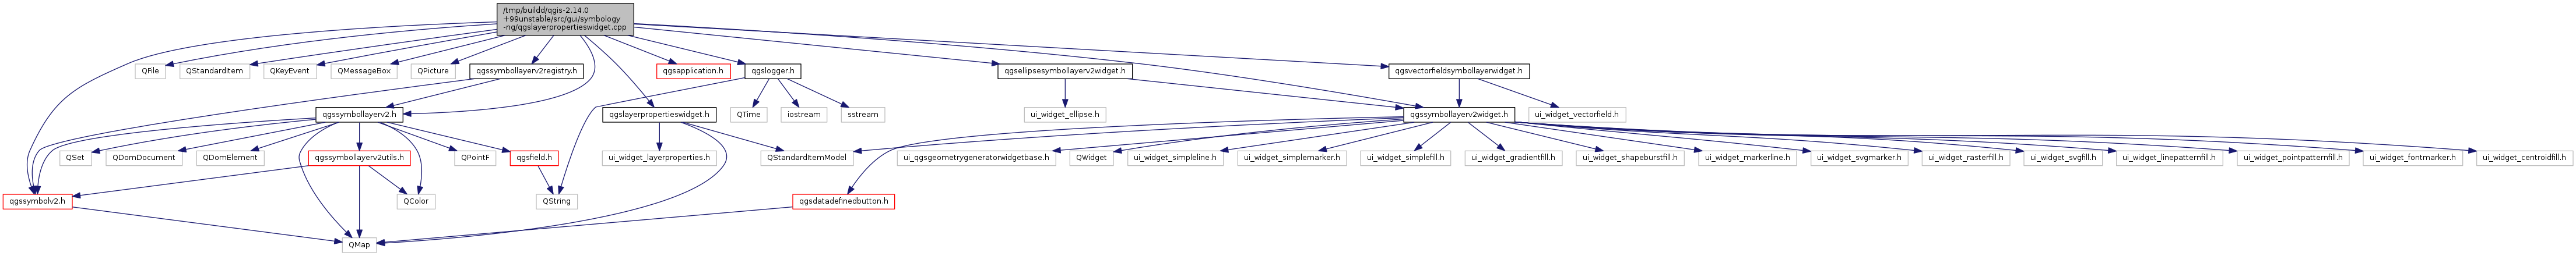 /tmp/buildd/qgis-2.14.0
+99unstable/src/gui/symbology
-ng/qgslayerpropertieswidget.cpp
QFile
QStandardItem
QKeyEvent
QMessageBox
QPicture
qgssymbollayerv2registry.h
qgsapplication.h
qgslogger.h
qgsellipsesymbollayerv2widget.h
qgsvectorfieldsymbollayerwidget.h
qgssymbollayerv2.h
qgslayerpropertieswidget.h
QTime
iostream
sstream
ui_widget_ellipse.h
qgssymbollayerv2widget.h
ui_widget_vectorfield.h
QSet
QDomDocument
QDomElement
qgssymbollayerv2utils.h
QPointF
qgsfield.h
ui_widget_layerproperties.h
QStandardItemModel
ui_qgsgeometrygeneratorwidgetbase.h
QWidget
ui_widget_simpleline.h
ui_widget_simplemarker.h
ui_widget_simplefill.h
ui_widget_gradientfill.h
ui_widget_shapeburstfill.h
ui_widget_markerline.h
ui_widget_svgmarker.h
ui_widget_rasterfill.h
ui_widget_svgfill.h
ui_widget_linepatternfill.h
ui_widget_pointpatternfill.h
ui_widget_fontmarker.h
ui_widget_centroidfill.h
qgssymbolv2.h
QColor
QString
qgsdatadefinedbutton.h
QMap